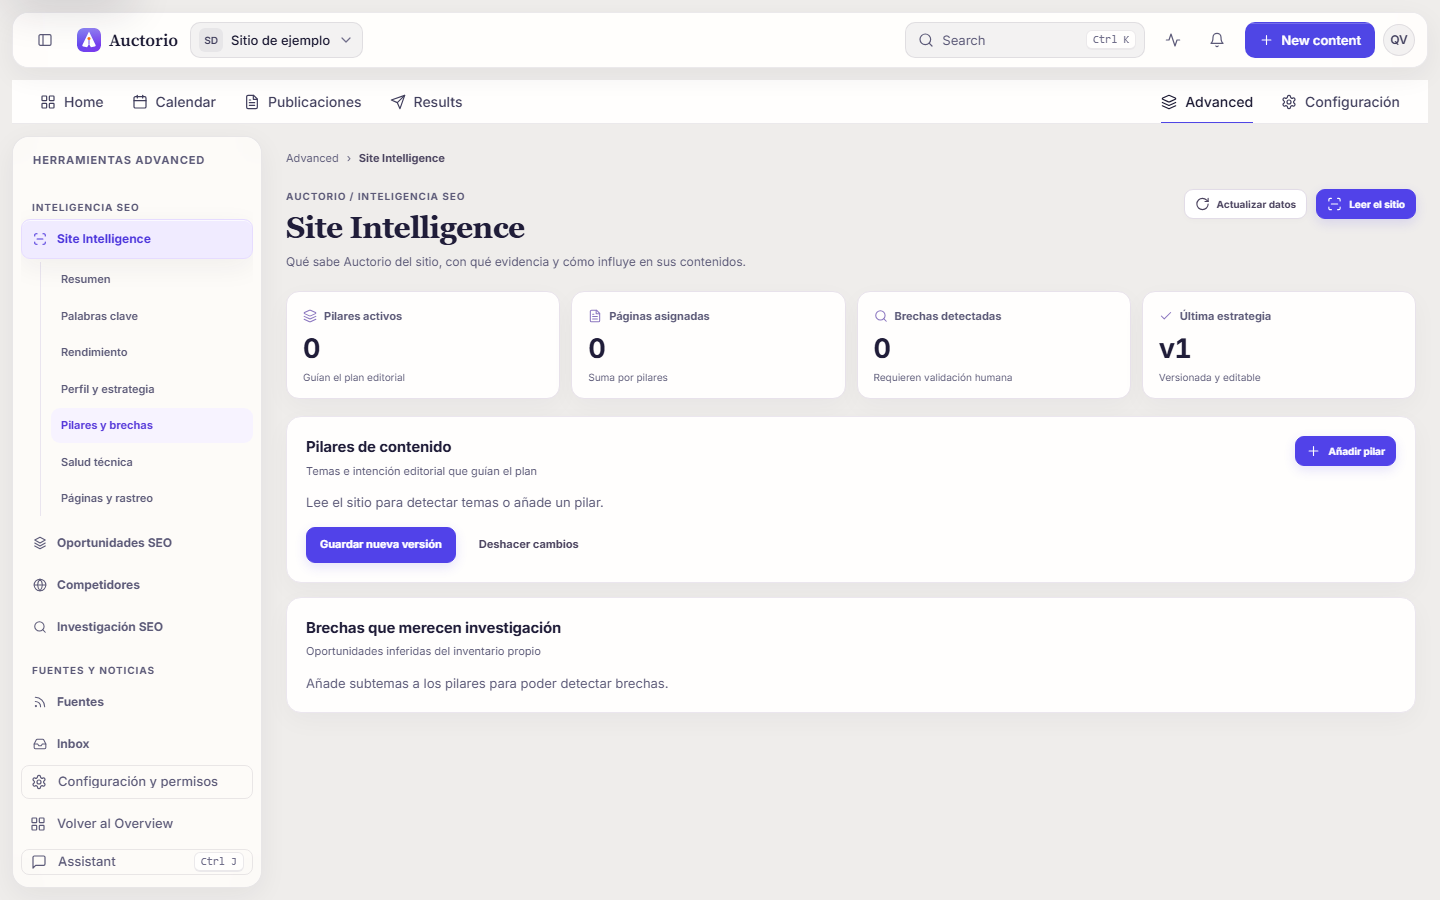 Auctorio
SD Sitio de ejemplo
Search Ctrl K
New content
QV
Home
Calendar
Publicaciones
Results
Advanced
Configuración
HERRAMIENTAS ADVANCED
INTELIGENCIA SEO
Site Intelligence
Resumen
Palabras clave
Rendimiento
Perfil y estrategia
Pilares y brechas
Salud técnica
Páginas y rastreo
Oportunidades SEO
Competidores
Investigación SEO
FUENTES Y NOTICIAS
Fuentes
Inbox
Configuración y permisos
Volver al Overview
Assistant Ctrl J
Advanced › Site Intelligence
AUCTORIO / INTELIGENCIA SEO
Site Intelligence
Qué sabe Auctorio del sitio, con qué evidencia y cómo influye en sus contenidos.
Actualizar datos
Leer el sitio
Pilares activos
0
Guían el plan editorial
Páginas asignadas
0
Suma por pilares
Brechas detectadas
0
Requieren validación humana
Última estrategia
v1
Versionada y editable
Pilares de contenido
Temas e intención editorial que guían el plan
Añadir pilar
Lee el sitio para detectar temas o añade un pilar.
Guardar nueva versión
Deshacer cambios
Brechas que merecen investigación
Oportunidades inferidas del inventario propio
Añade subtemas a los pilares para poder detectar brechas.